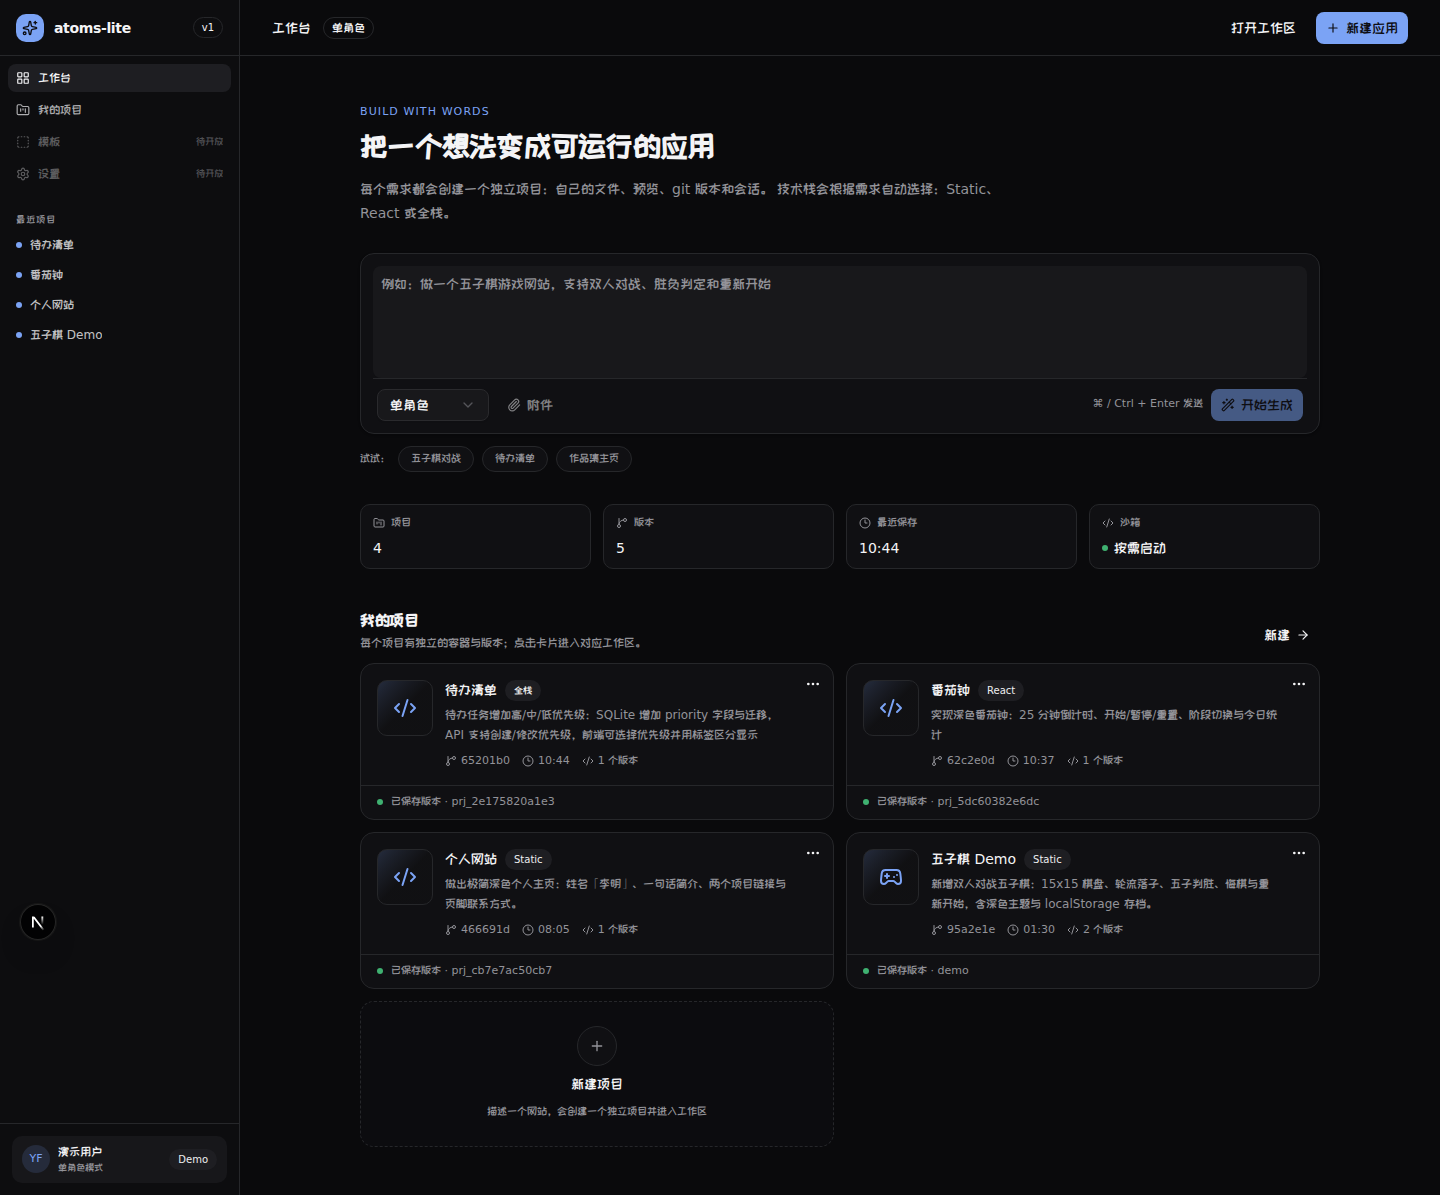 atoms-lite
v1
工作台
我的项目
模板
待开放
设置
待开放
最近项目
待办清单
番茄钟
个人网站
五子棋 Demo
YF
演示用户
单角色模式
Demo
工作台
单角色
打开工作区
新建应用
BUILD WITH WORDS
把一个想法变成可运行的应用
每个需求都会创建一个独立项目：自己的文件、预览、git 版本和会话。 技术栈会根据需求自动选择：Static、
React 或全栈。
例如：做一个五子棋游戏网站，支持双人对战、胜负判定和重新开始
单角色
附件
⌘ / Ctrl + Enter 发送
开始生成
试试：
五子棋对战
待办清单
作品集主页
项目
4
版本
5
最近保存
10:44
沙箱
按需启动
我的项目
每个项目有独立的容器与版本；点击卡片进入对应工作区。
新建
待办清单
全栈
待办任务增加高/中/低优先级：SQLite 增加 priority 字段与迁移，
API 支持创建/修改优先级，前端可选择优先级并用标签区分显示
65201b0
10:44
1 个版本
已保存版本 · prj_2e175820a1e3
番茄钟
React
实现深色番茄钟：25 分钟倒计时、开始/暂停/重置、阶段切换与今日统
计
62c2e0d
10:37
1 个版本
已保存版本 · prj_5dc60382e6dc
个人网站
Static
做出极简深色个人主页：姓名「李明」、一句话简介、两个项目链接与
页脚联系方式。
466691d
08:05
1 个版本
已保存版本 · prj_cb7e7ac50cb7
五子棋 Demo
Static
新增双人对战五子棋：15x15 棋盘、轮流落子、五子判胜、悔棋与重
新开始，含深色主题与 localStorage 存档。
95a2e1e
01:30
2 个版本
已保存版本 · demo
新建项目
描述一个网站，会创建一个独立项目并进入工作区